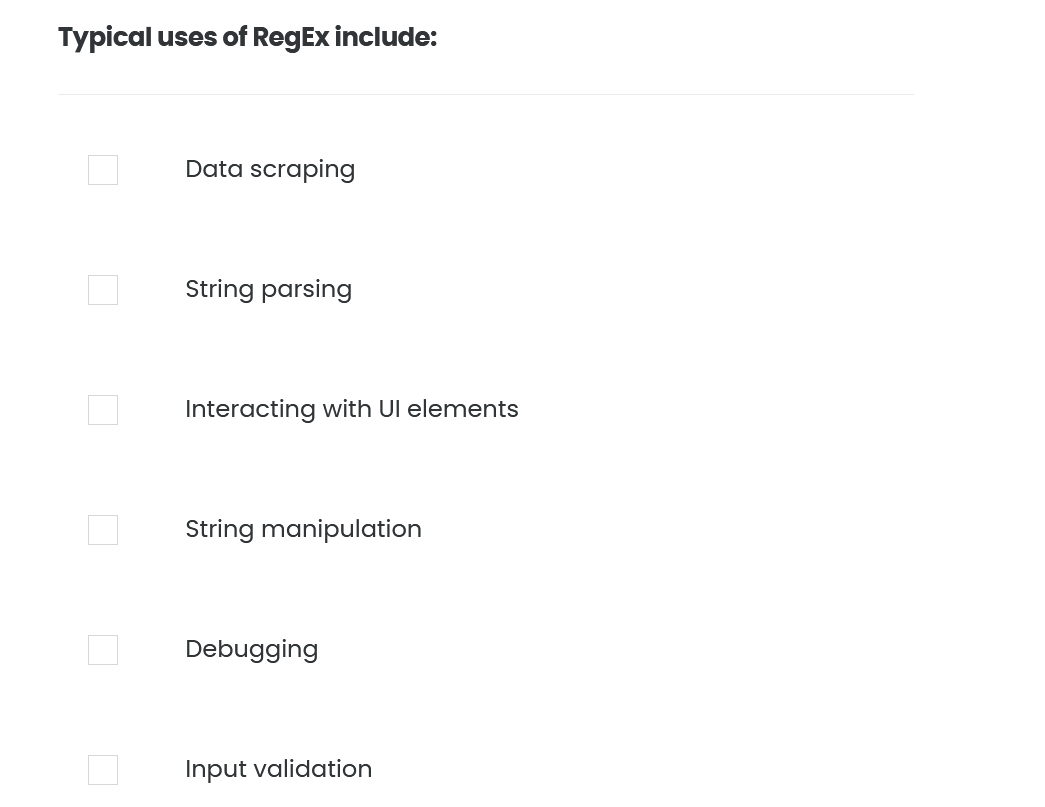 Typical uses of RegEx include:
Data scraping
String parsing
Interacting with UI elements
String manipulation
Debugging
Input validation